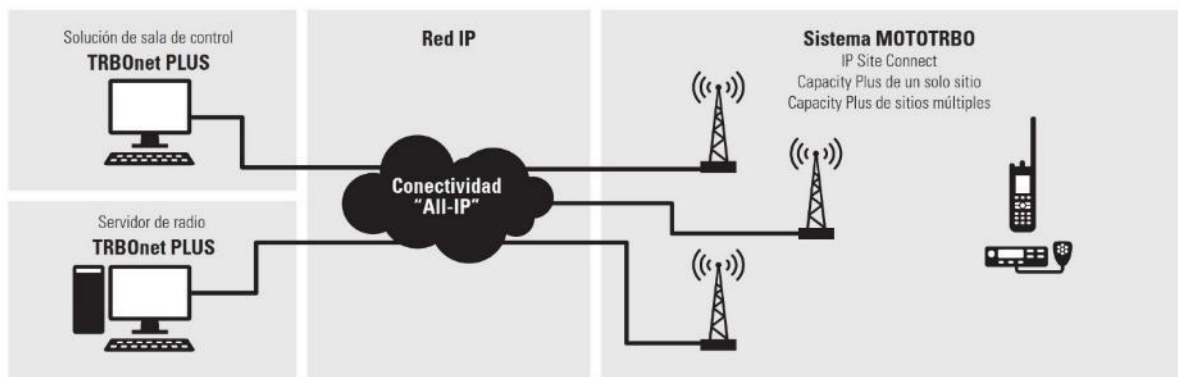 Solución de sala de control
TRBOnet PLUS
Servidor de radio
TRBOnet PLUS
Red IP
Conectividad
"All-IP"
Sistema MOTOTRBO
IP Site Connect
Capacity Plus de un solo sitio
Capacity Plus de sitios múltiples